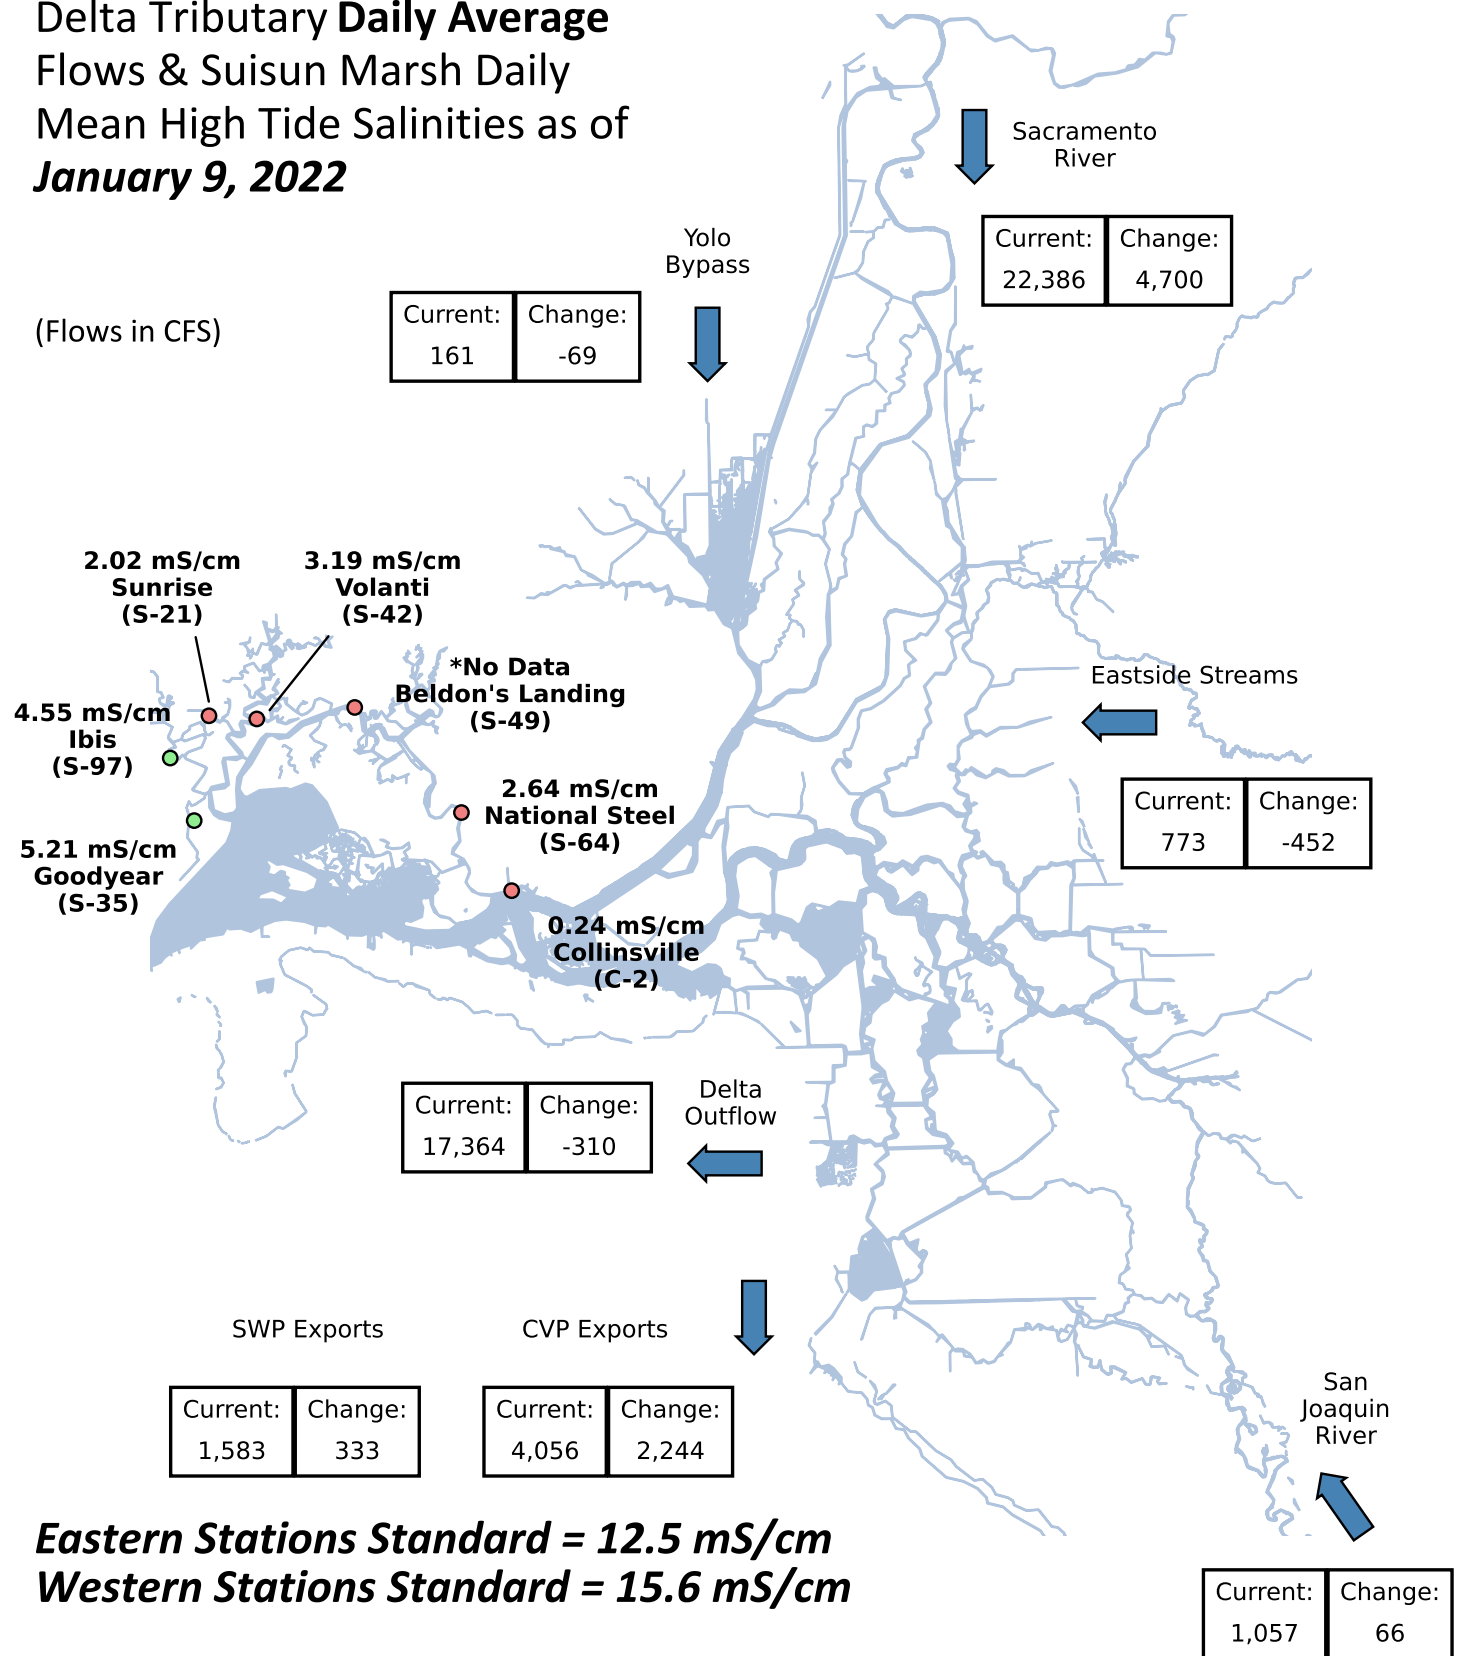 Delta Tributary Daily Average
Flows & Suisun Marsh Daily
Mean High Tide Salinities as of
January 9, 2022
(Flows in CFS)
Sacramento
River
Current: Change:
22,386 4,700
Yolo
Bypass
Current: Change:
161 -69
2.02 mS/cm
Sunrise
(S-21)
3.19 mS/cm
Volanti
(S-42)
*No Data
Beldon's Landing
(S-49)
4.55 mS/cm
Ibis
(S-97)
Eastside Streams
Current: Change:
773 -452
2.64 mS/cm
National Steel
(S-64)
5.21 mS/cm
Goodyear
(S-35)
0.24 mS/cm
Collinsville
(C-2)
Delta
Outflow
Current: Change:
17,364 -310
SWP Exports
Current: Change:
1,583 333
CVP Exports
Current: Change:
4,056 2,244
San
Joaquin
River
Current: Change:
1,057 66
Eastern Stations Standard = 12.5 mS/cm
Western Stations Standard = 15.6 mS/cm